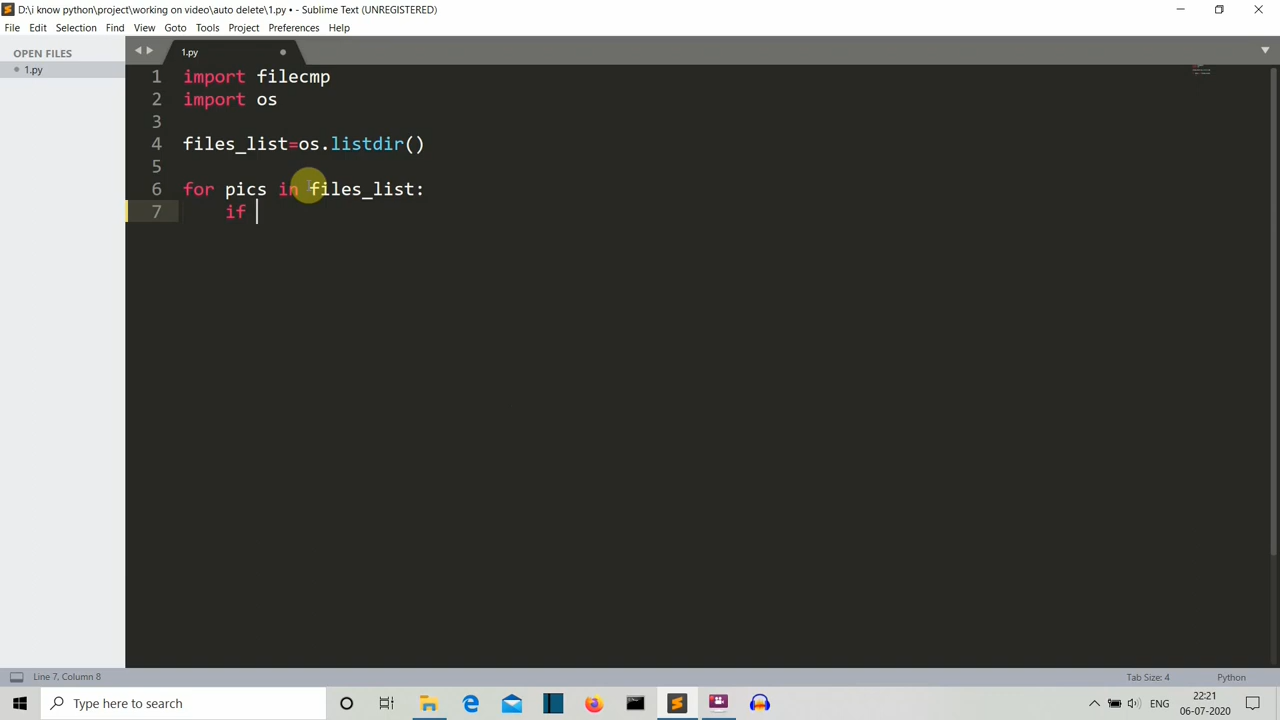 D:\i know python\project\working on video\auto delete\1.py • - Sublime Text (UNREGISTERED)
File Edit Selection Find View Goto Tools Project Preferences Help
OPEN FILES
1.py
1.py
1 import filecmp
2 import os
3
4 files_list=os.listdir()
5
6 for pics in files_list:
7 if
Line 7, Column 8
Tab Size: 4
Python
Type here to search
ENG
22:21
06-07-2020